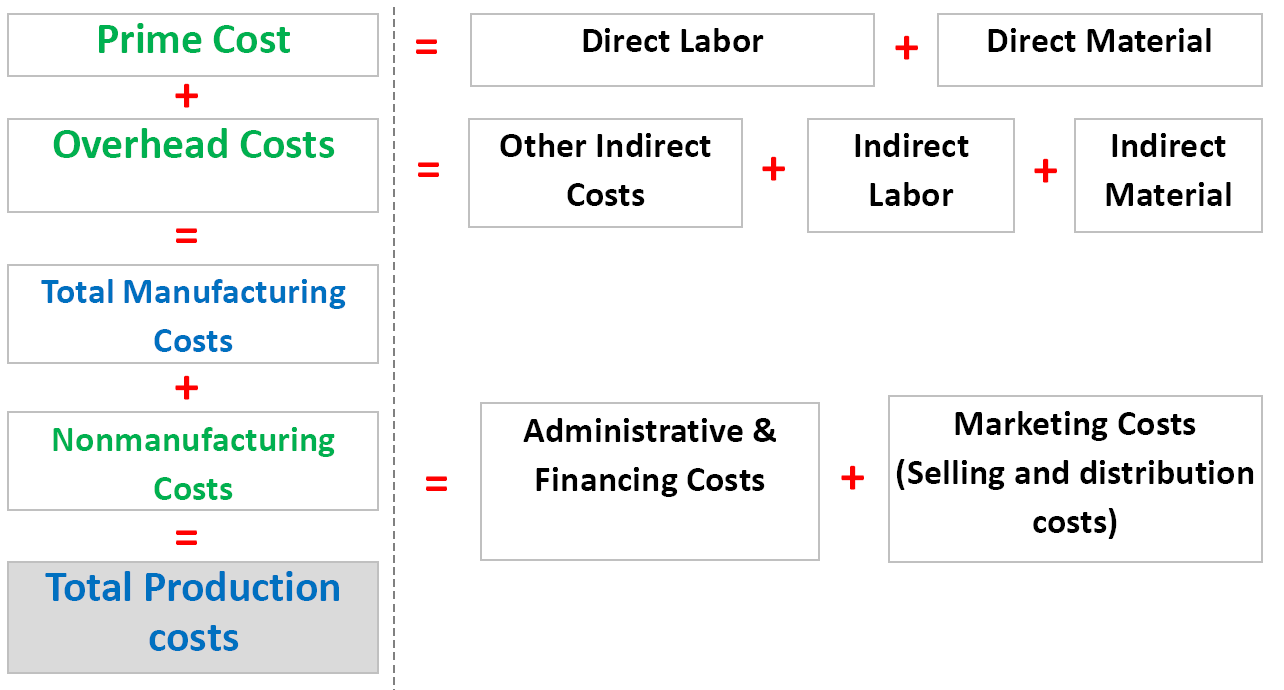 Prime Cost = Direct Labor + Direct Material
+
Overhead Costs = Other Indirect Costs + Indirect Labor + Indirect Material
=
Total Manufacturing
Costs
+
Nonmanufacturing
Costs
=
Administrative &
Financing Costs
+
Marketing Costs
(Selling and distribution
costs)
=
Total Production
costs